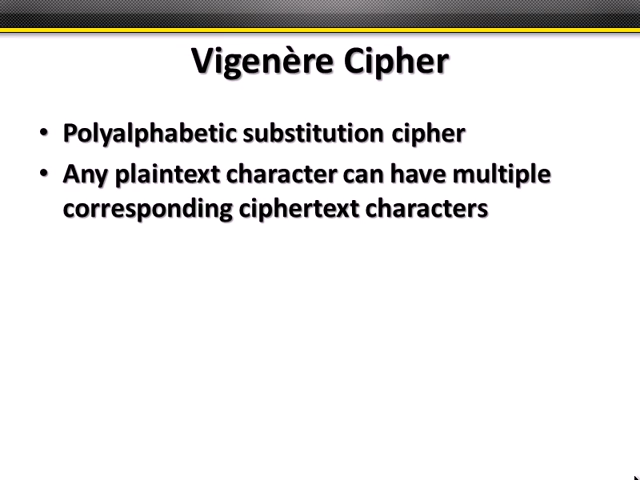 Vigenère Cipher
• Polyalphabetic substitution cipher
• Any plaintext character can have multiple
corresponding ciphertext characters